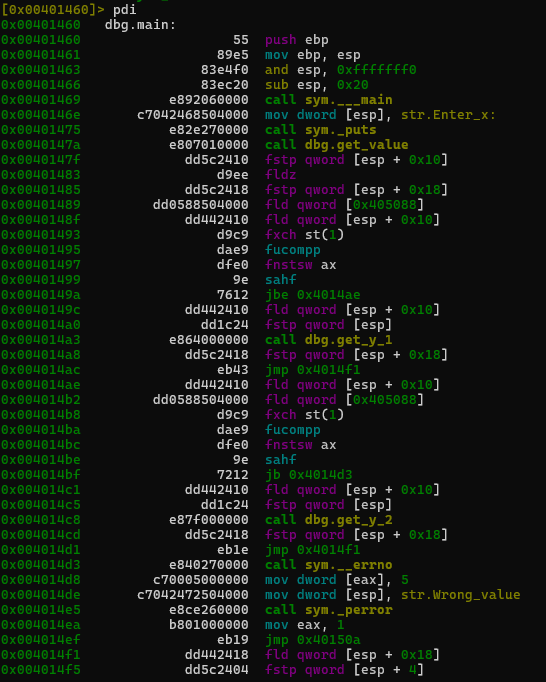 [0x00401460]> pdi
0x00401460 dbg.main:
0x00401460 55 push ebp
0x00401461 89e5 mov ebp, esp
0x00401463 83e4f0 and esp, 0xfffffff0
0x00401466 83ec20 sub esp, 0x20
0x00401469 e892060000 call sym.___main
0x0040146e c7042468504000 mov dword [esp], str.Enter_x:
0x00401475 e82e270000 call sym._puts
0x0040147a e807010000 call dbg.get_value
0x0040147f dd5c2410 fstp qword [esp + 0x10]
0x00401483 d9ee fldz
0x00401485 dd5c2418 fstp qword [esp + 0x18]
0x00401489 dd0588504000 fld qword [0x405088]
0x0040148f dd442410 fld qword [esp + 0x10]
0x00401493 d9c9 fxch st(1)
0x00401495 dae9 fucompp
0x00401497 dfe0 fnstsw ax
0x00401499 9e sahf
0x0040149a 7612 jbe 0x4014ae
0x0040149c dd442410 fld qword [esp + 0x10]
0x004014a0 dd1c24 fstp qword [esp]
0x004014a3 e864000000 call dbg.get_y_1
0x004014a8 dd5c2418 fstp qword [esp + 0x18]
0x004014ac eb43 jmp 0x4014f1
0x004014ae dd442410 fld qword [esp + 0x10]
0x004014b2 dd0588504000 fld qword [0x405088]
0x004014b8 d9c9 fxch st(1)
0x004014ba dae9 fucompp
0x004014bc dfe0 fnstsw ax
0x004014be 9e sahf
0x004014bf 7212 jb 0x4014d3
0x004014c1 dd442410 fld qword [esp + 0x10]
0x004014c5 dd1c24 fstp qword [esp]
0x004014c8 e87f000000 call dbg.get_y_2
0x004014cd dd5c2418 fstp qword [esp + 0x18]
0x004014d1 eb1e jmp 0x4014f1
0x004014d3 e840270000 call sym.__errno
0x004014d8 c70005000000 mov dword [eax], 5
0x004014de c7042472504000 mov dword [esp], str.Wrong_value
0x004014e5 e8ce260000 call sym._perror
0x004014ea b801000000 mov eax, 1
0x004014ef eb19 jmp 0x40150a
0x004014f1 dd442418 fld qword [esp + 0x18]
0x004014f5 dd5c2404 fstp qword [esp + 4]